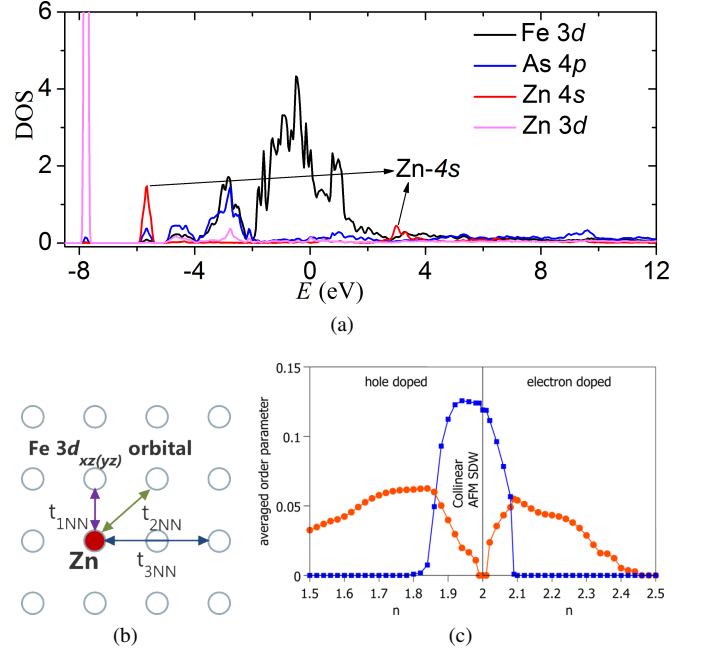 6
4
2
0
DOS
Fe 3d
As 4p
Zn 4s
Zn 3d
Zn-4s
-8 -4 0 4 8 12
E (eV)
(a)
Fe 3d xz(yz) orbital
t1NN
t2NN
t3NN
Zn
(b)
0.15
0.1
0.05
0
averaged order parameter
hole doped
electron doped
Collinear
AFM SDW
1.5 1.6 1.7 1.8 1.9 2 2.1 2.2 2.3 2.4 2.5
n n
(c)